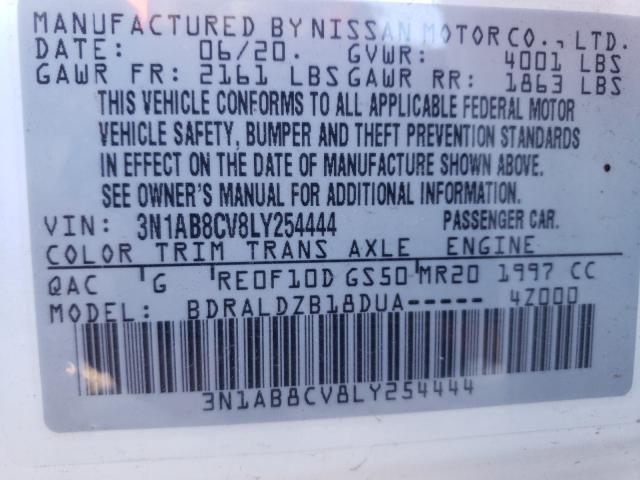 MANUFACTURED BY NISSAN MOTOR CO., LTD.
DATE: 06/20. GVWR: 4001 LBS
GAWR FR: 2161 LBS GAWR RR: 1863 LBS
THIS VEHICLE CONFORMS TO ALL APPLICABLE FEDERAL MOTOR
VEHICLE SAFETY, BUMPER AND THEFT PREVENTION STANDARDS
IN EFFECT ON THE DATE OF MANUFACTURE SHOWN ABOVE.
SEE OWNER'S MANUAL FOR ADDITIONAL INFORMATION.
VIN: 3N1AB8CV8LY254444 PASSENGER CAR.
COLOR TRIM TRANS AXLE ENGINE
QAC G RE0F10D GS50 MR20 1997 CC
MODEL: BDRALDZB18DUA----- 4Z000
3N1AB8CV8LY254444